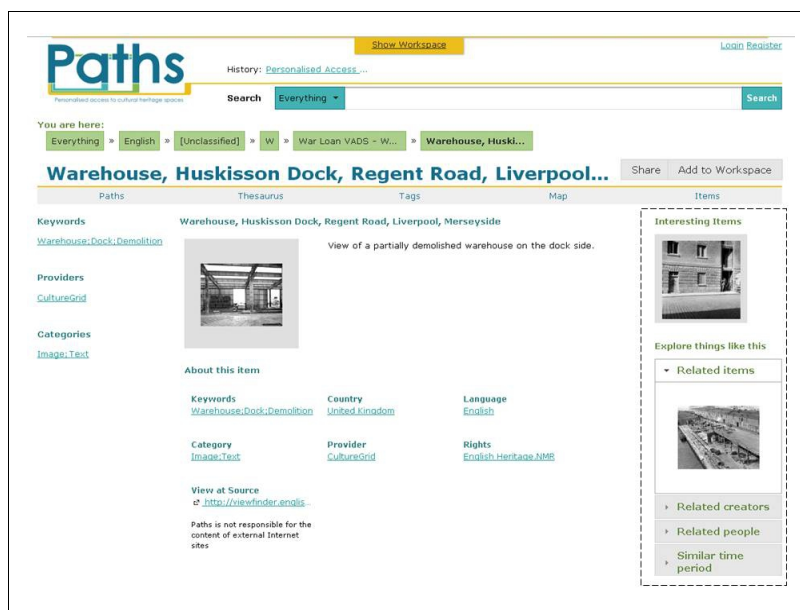 Show Workspace
Login Register
Paths
Personalised access to cultural heritage spaces
History: Personalised Access ...
Search Everything Search
You are here:
Everything » English » [Unclassified] » W » War Loan VADS - W... » Warehouse, Huski...
Warehouse, Huskisson Dock, Regent Road, Liverpool...
Share Add to Workspace
Paths Thesaurus Tags Map Items
Keywords
Warehouse;Dock;Demolition
Providers
CultureGrid
Categories
Image;Text
Warehouse, Huskisson Dock, Regent Road, Liverpool, Merseyside
View of a partially demolished warehouse on the dock side.
About this item
Keywords
Warehouse;Dock;Demolition
Country
United Kingdom
Language
English
Category
Image;Text
Provider
CultureGrid
Rights
English Heritage.NMR
View at Source
http://viewfinder.englis...
Paths is not responsible for the
content of external Internet
sites
Interesting Items
Explore things like this
Related items
Related creators
Related people
Similar time
period